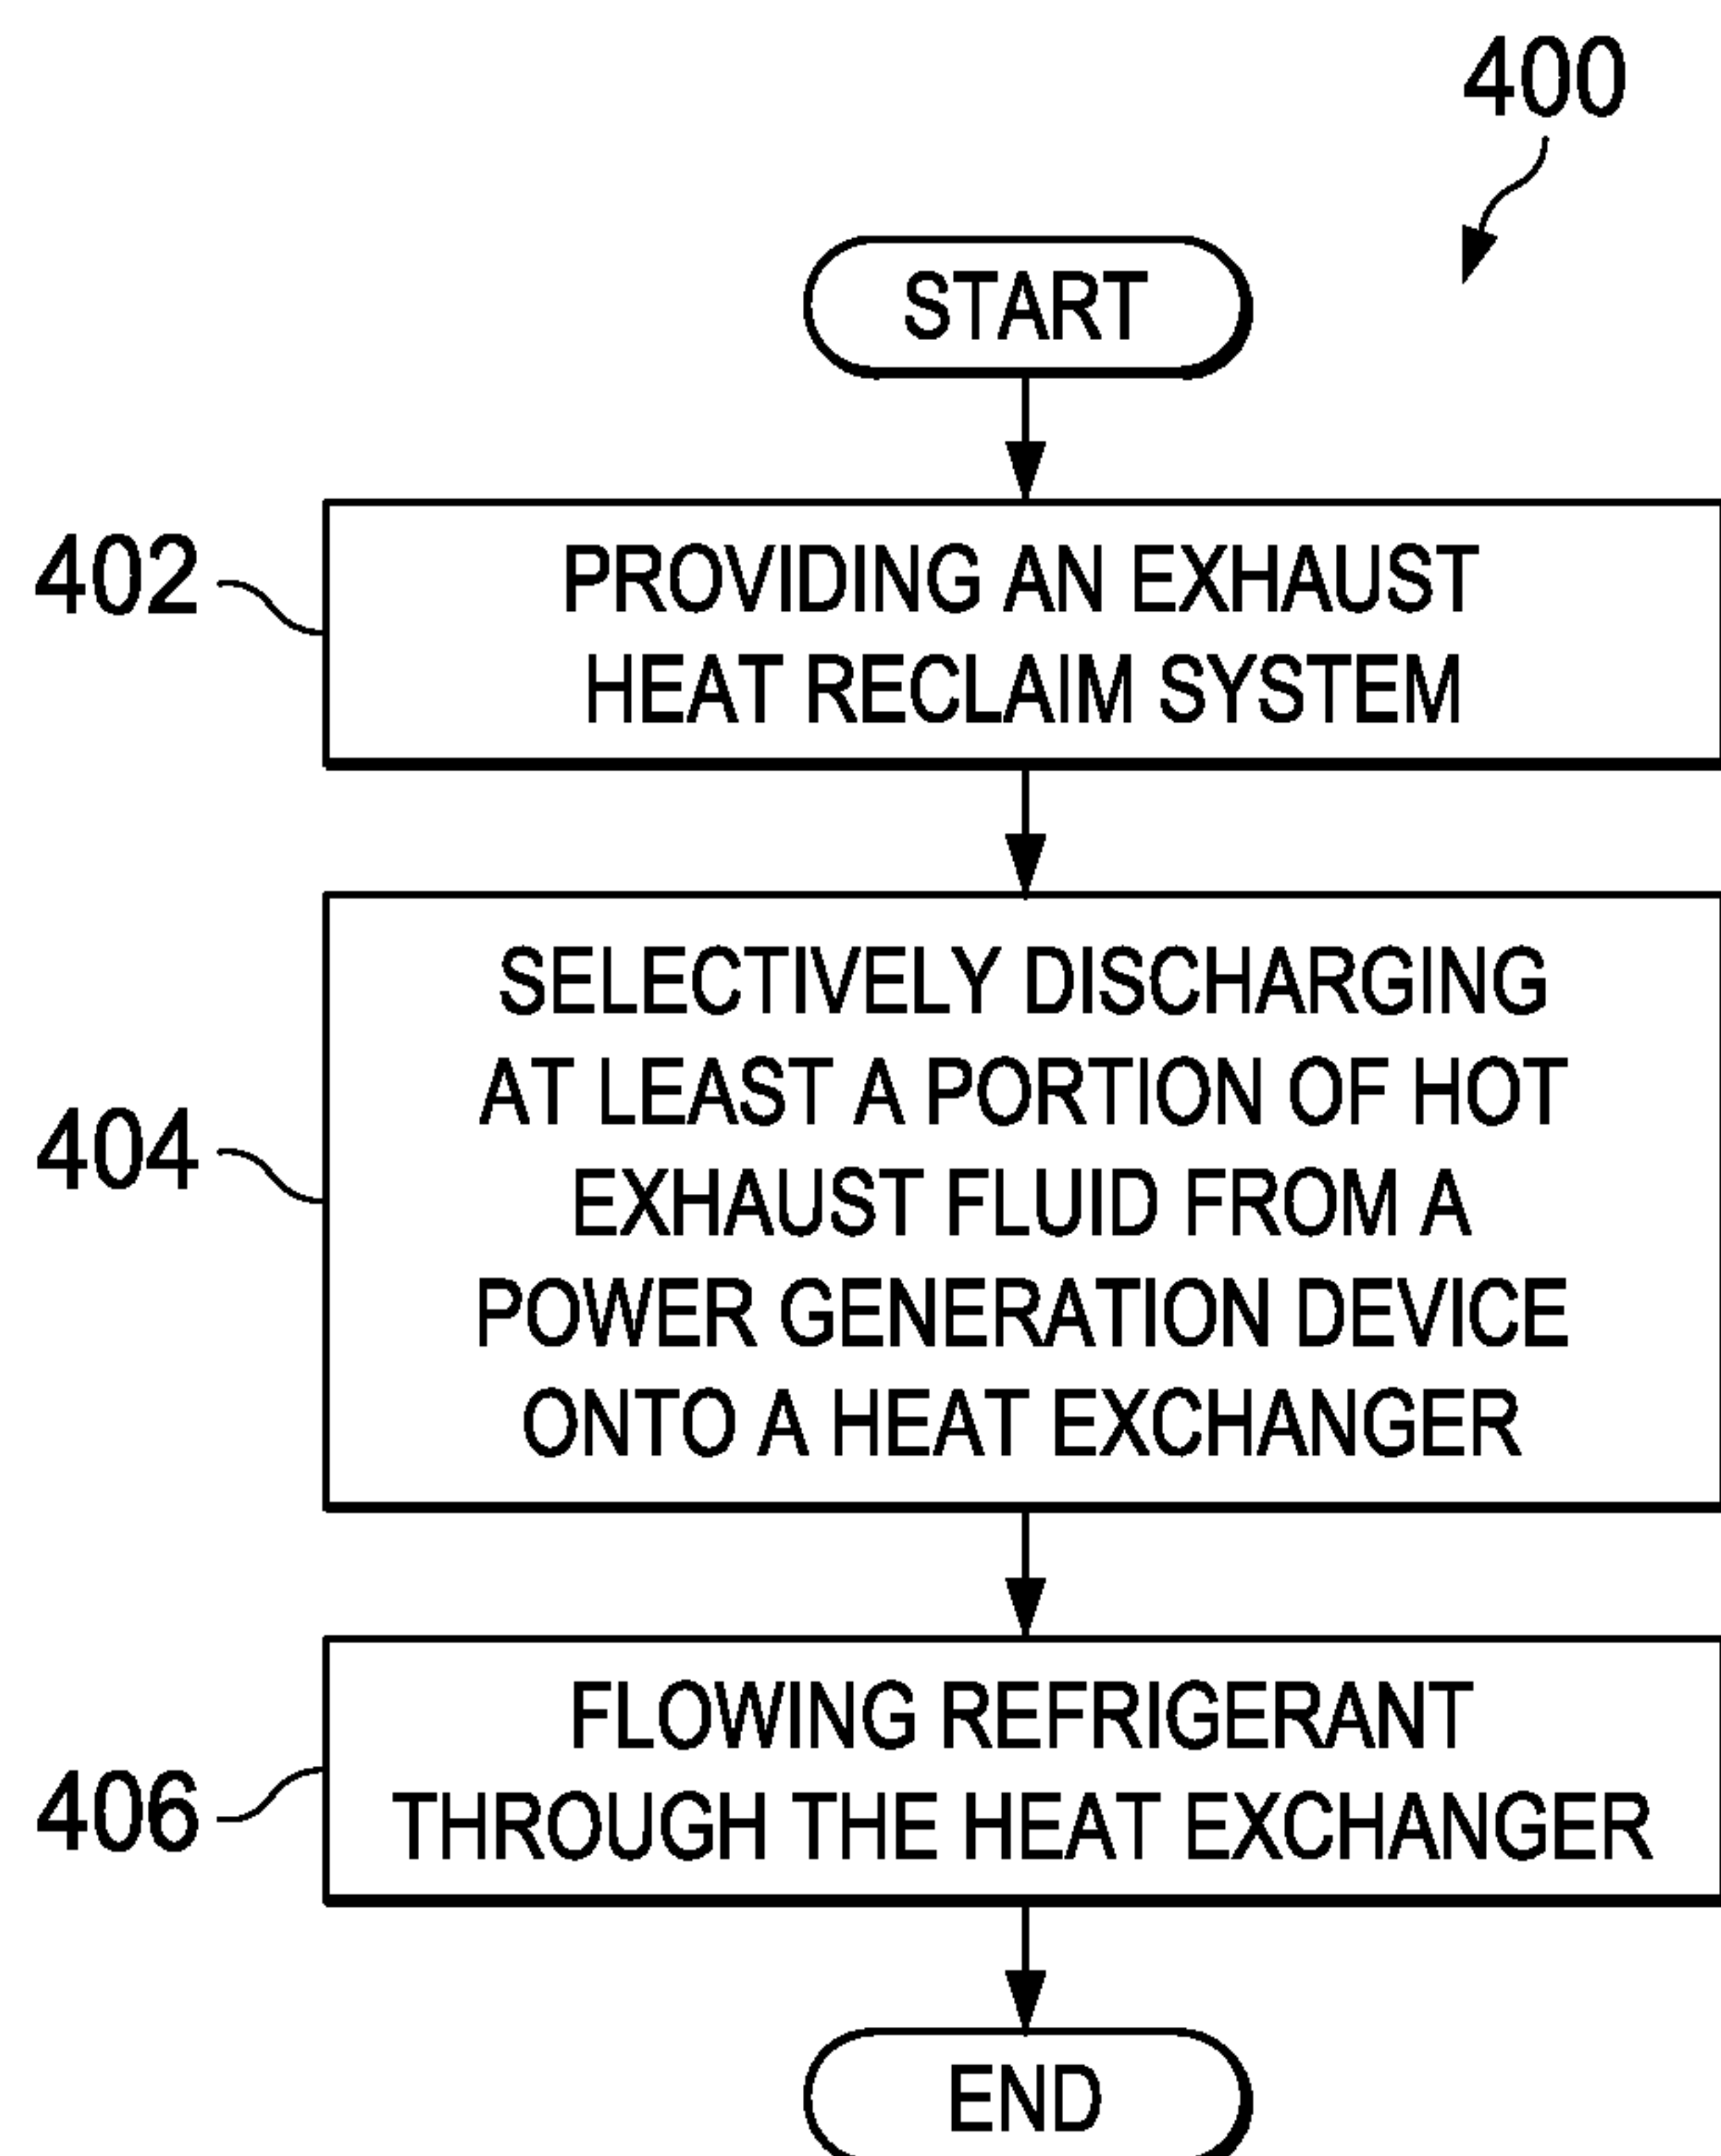 400
START
402
PROVIDING AN EXHAUST
HEAT RECLAIM SYSTEM
404
SELECTIVELY DISCHARGING
AT LEAST A PORTION OF HOT
EXHAUST FLUID FROM A
POWER GENERATION DEVICE
ONTO A HEAT EXCHANGER
406
FLOWING REFRIGERANT
THROUGH THE HEAT EXCHANGER
END